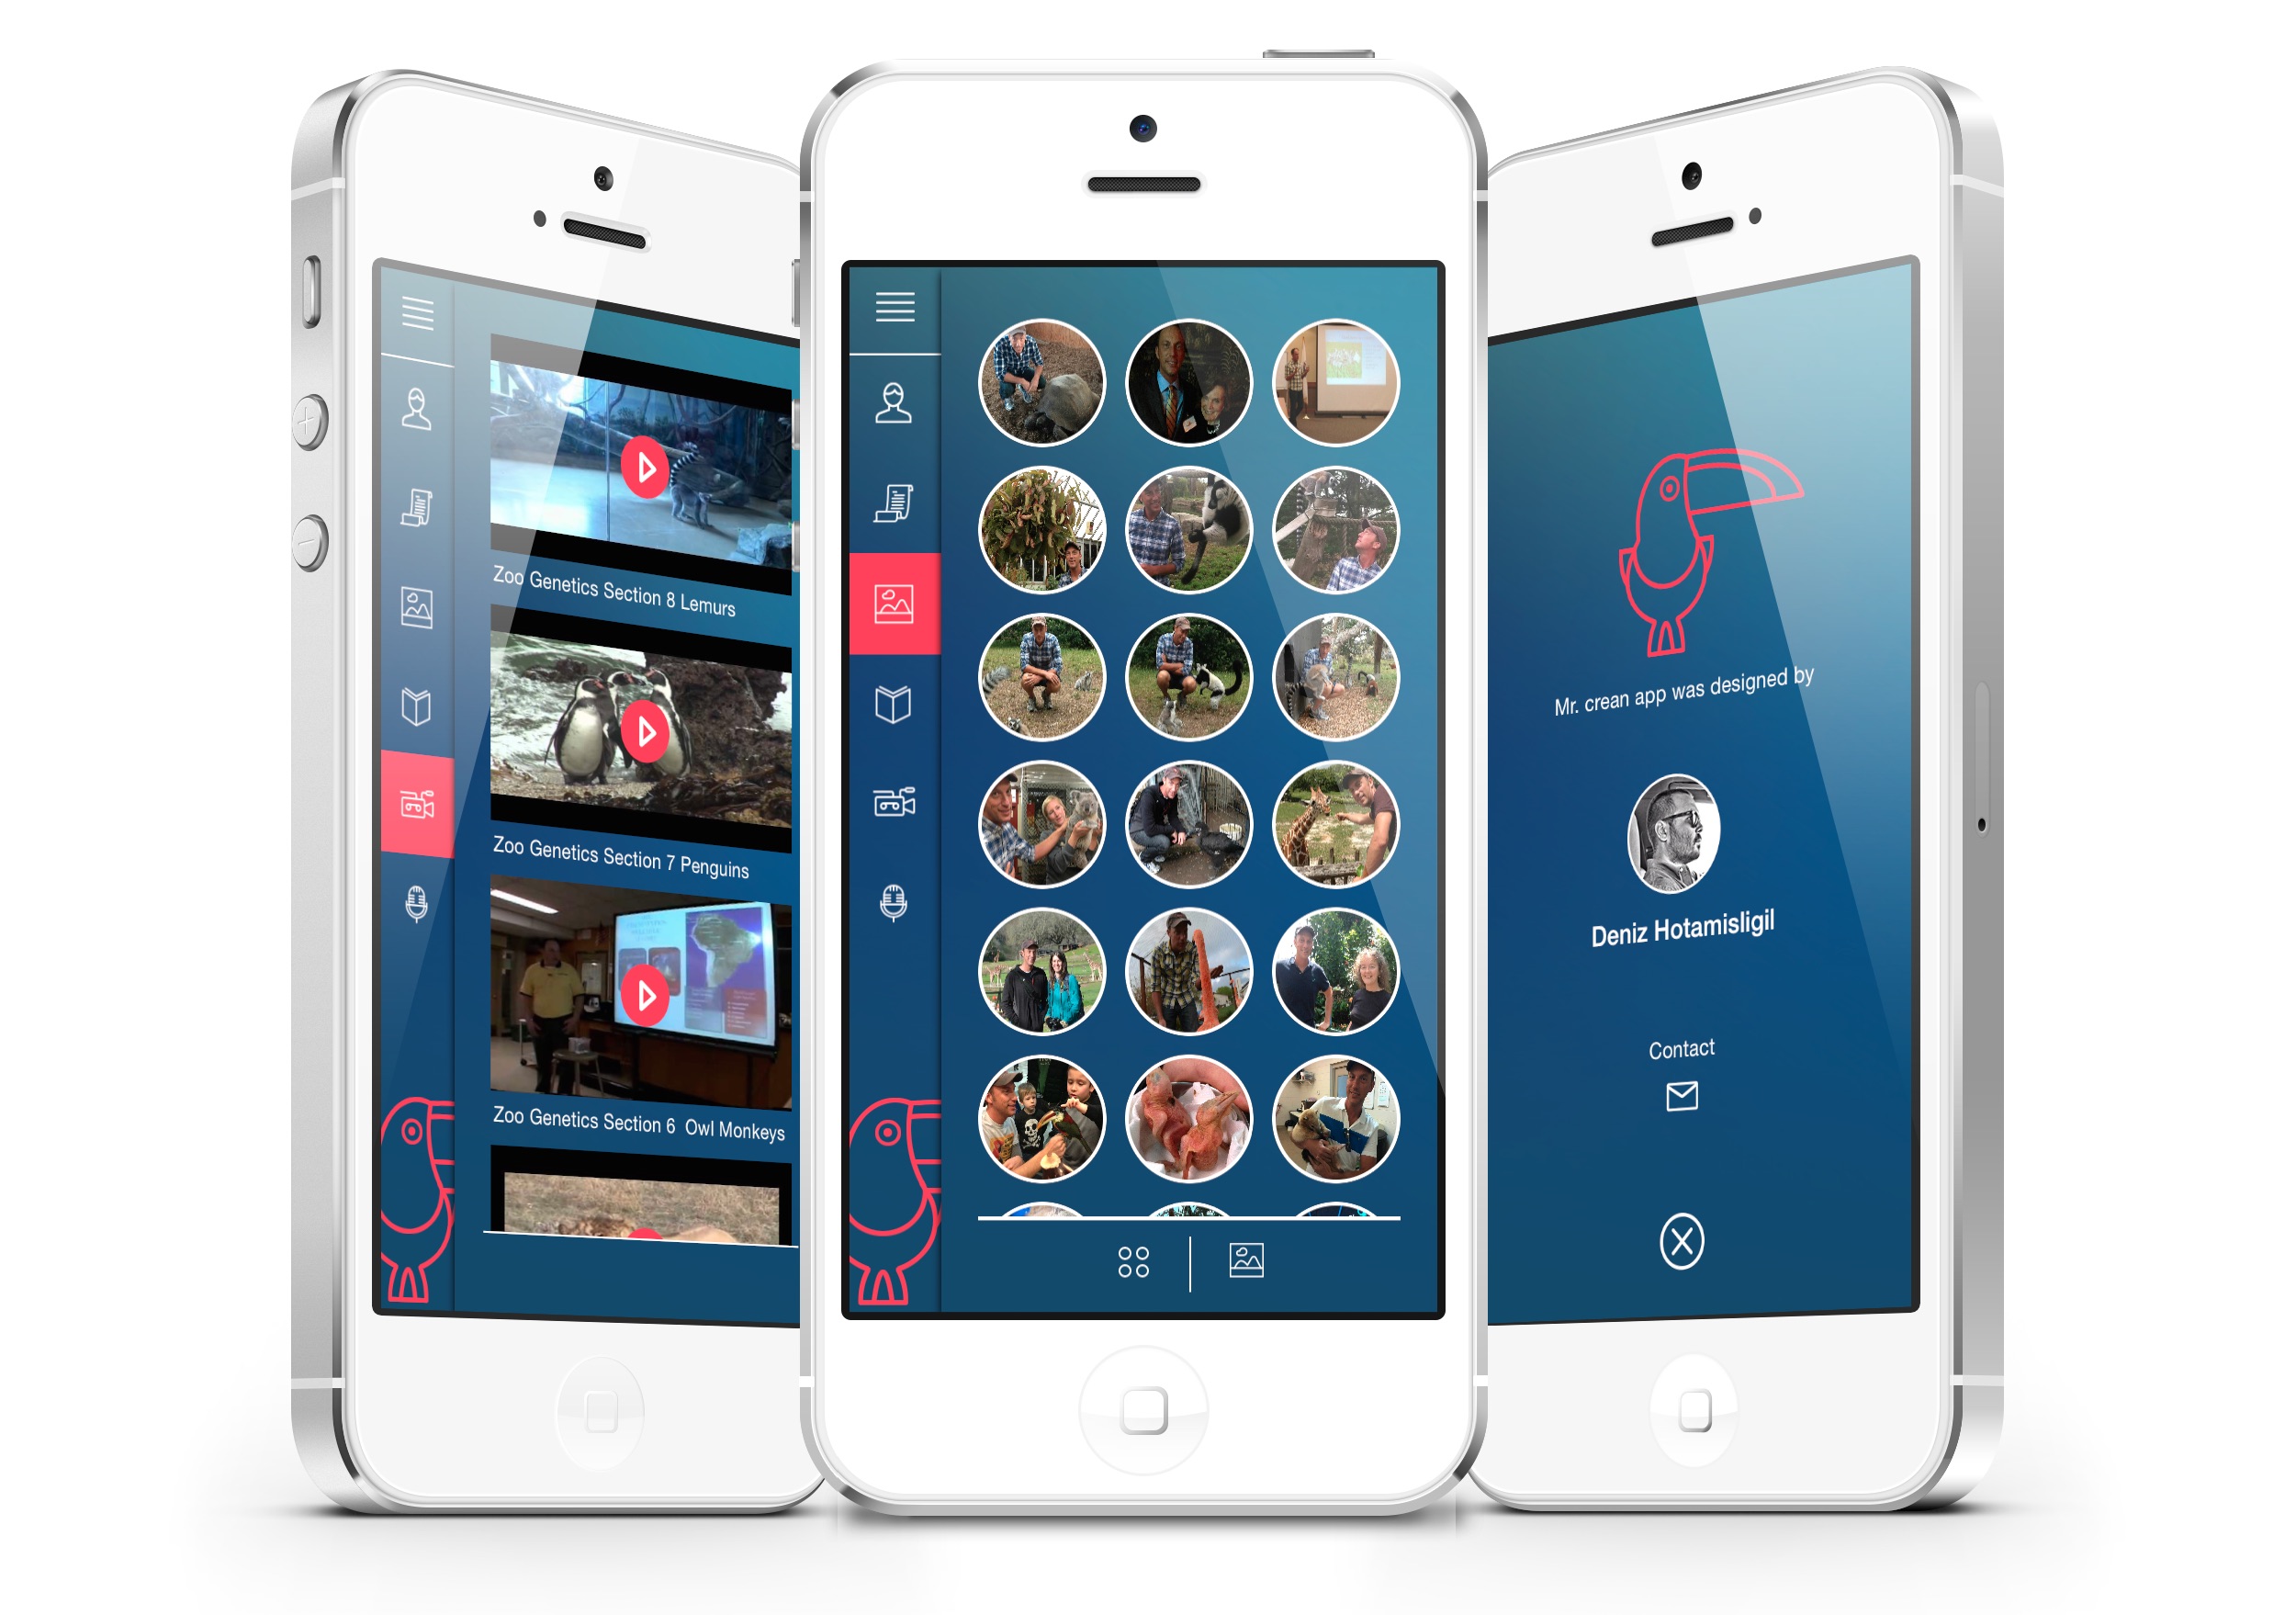 Zoo Genetics Section 8 Lemurs
Zoo Genetics Section 7 Penguins
Zoo Genetics Section 6 Owl Monkeys
Mr. crean app was designed by
Deniz Hotamisligil
Contact